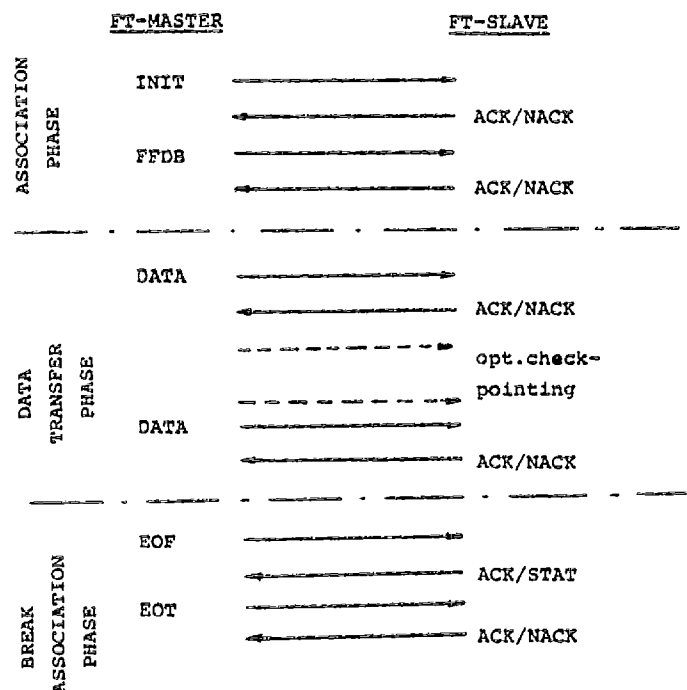 FT-MASTER FT-SLAVE
ASSOCIATION
PHASE
INIT
ACK/NACK
FFDB
ACK/NACK
DATA
TRANSFER
PHASE
DATA
ACK/NACK
opt.check-
pointing
DATA
ACK/NACK
BREAK
ASSOCIATION
PHASE
EOF
ACK/STAT
EOT
ACK/NACK